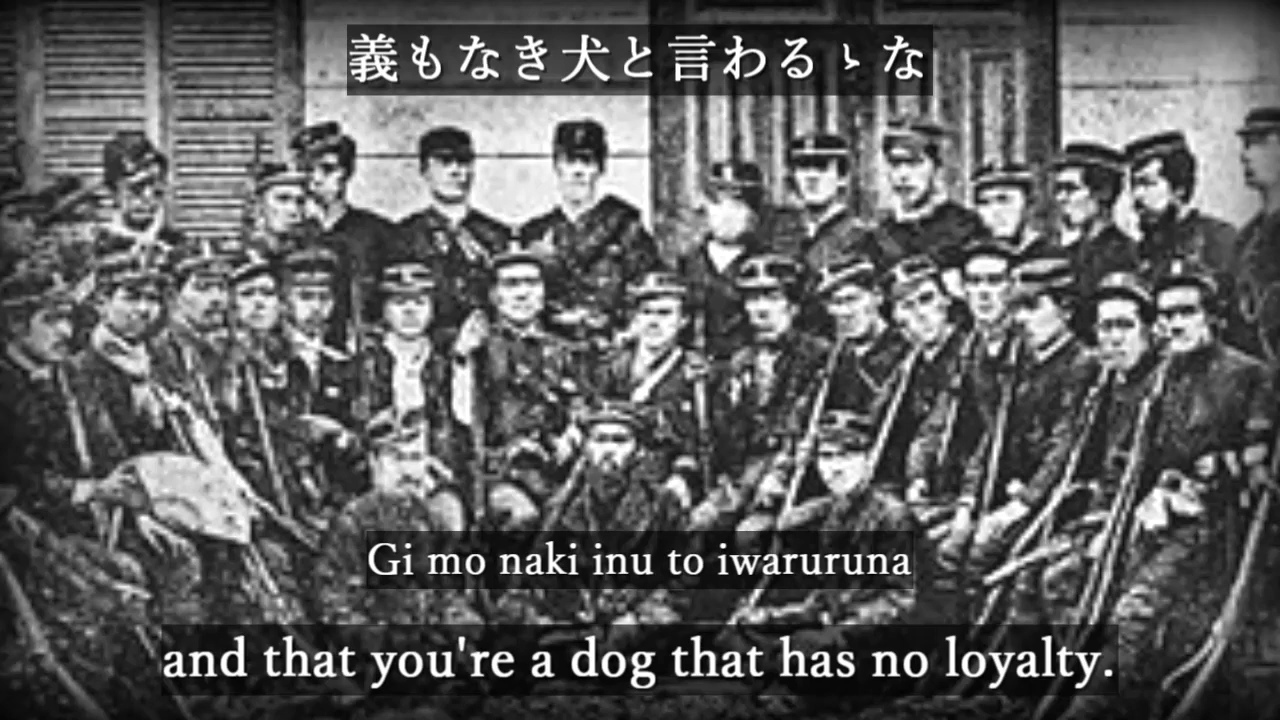 義もなき犬と言わるゝな
Gi mo naki inu to iwaruruna
and that you're a dog that has no loyalty.